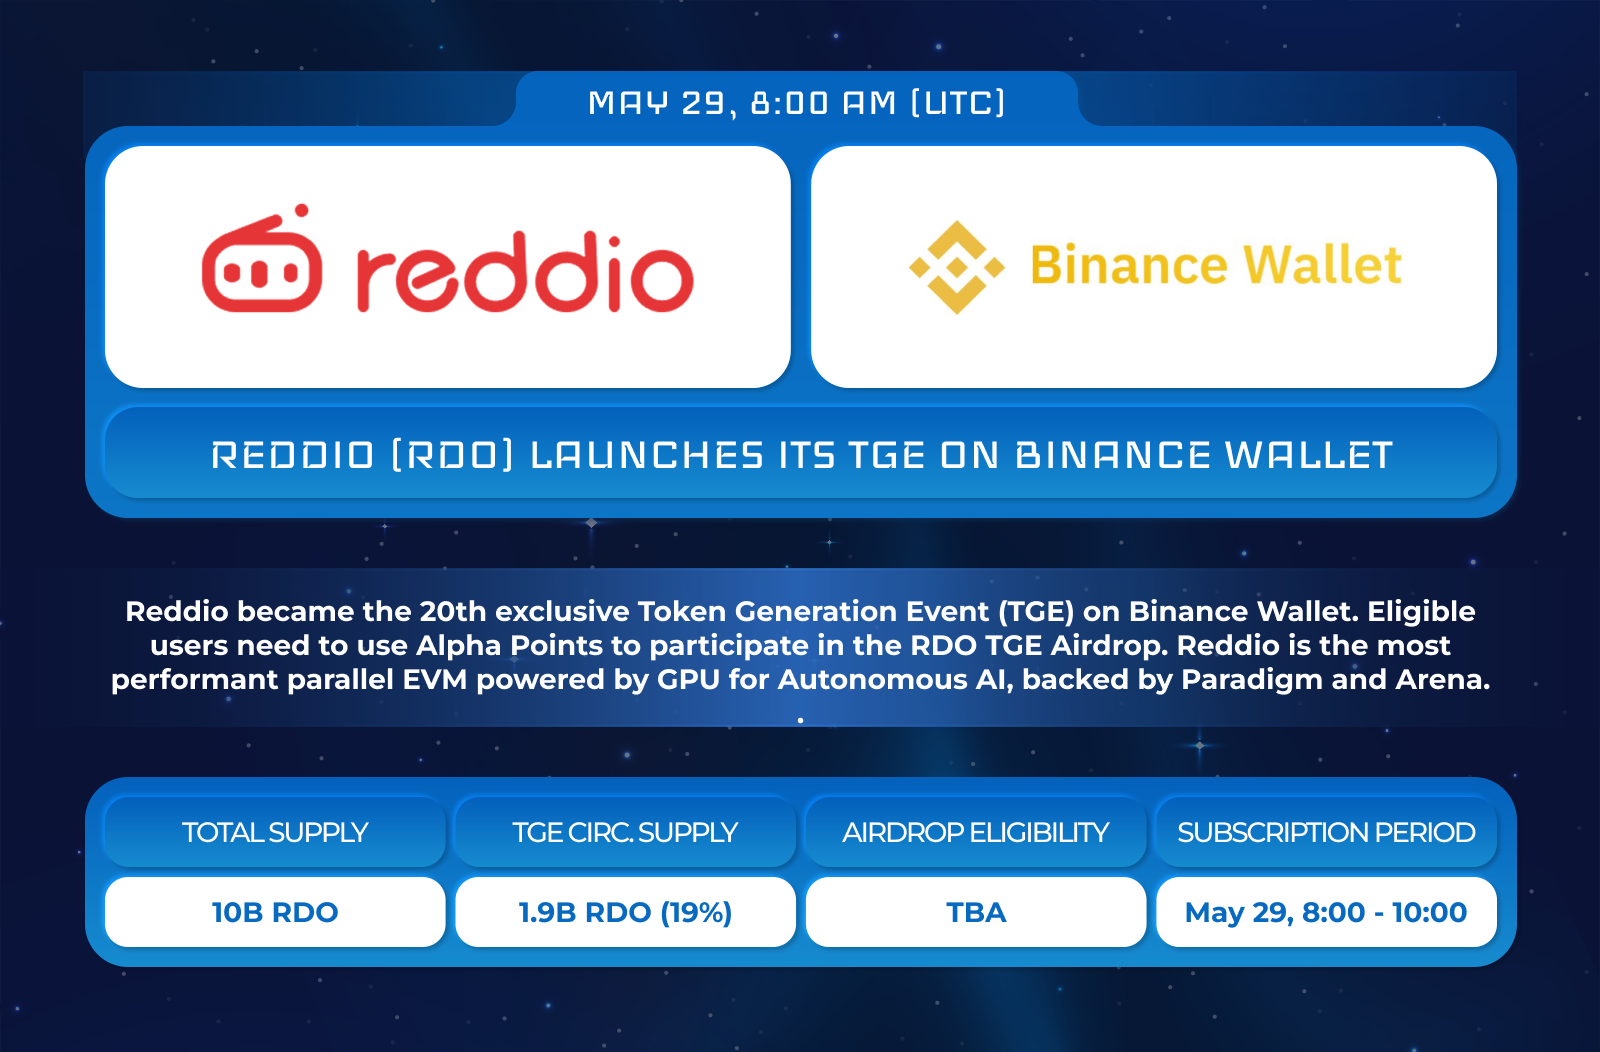 MAY 29, 8:00 AM (UTC)
reddio
Binance Wallet
REDDIO (RDO) LAUNCHES ITS TGE ON BINANCE WALLET
Reddio became the 20th exclusive Token Generation Event (TGE) on Binance Wallet. Eligible
users need to use Alpha Points to participate in the RDO TGE Airdrop. Reddio is the most
performant parallel EVM powered by GPU for Autonomous AI, backed by Paradigm and Arena.
TOTAL SUPPLY
TGE CIRC. SUPPLY
AIRDROP ELIGIBILITY
SUBSCRIPTION PERIOD
10B RDO
1.9B RDO (19%)
TBA
May 29, 8:00 - 10:00